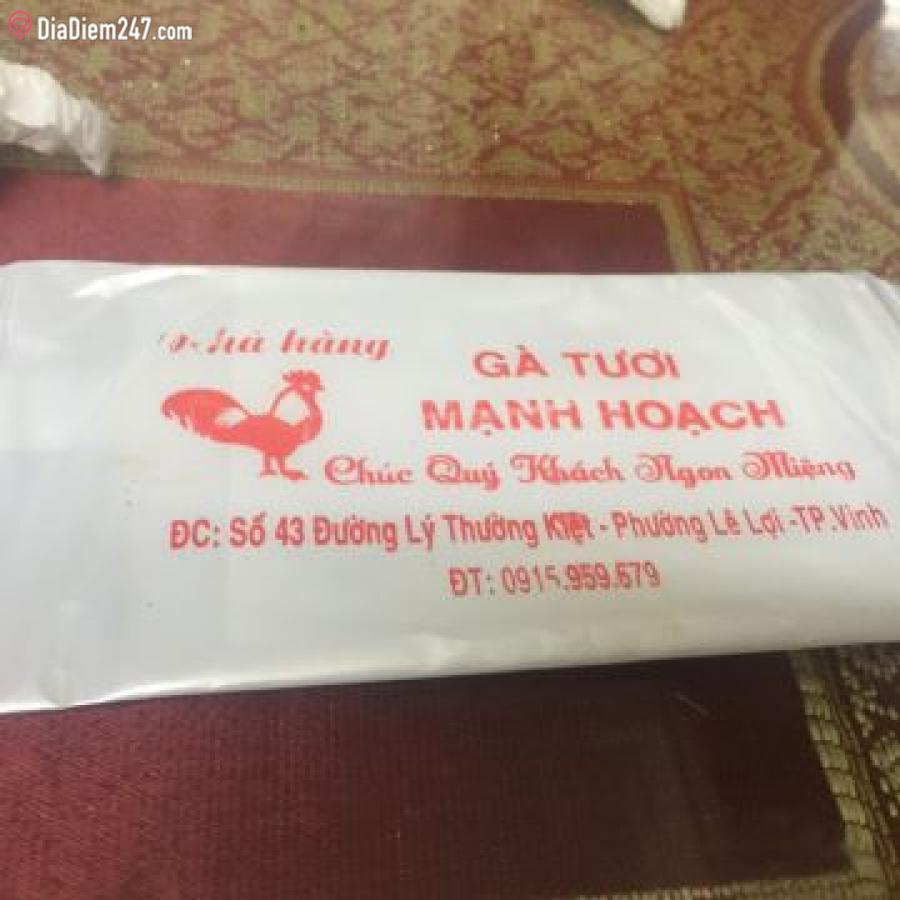 DiaDiem247.com
Nhà hàng
GÀ TƯƠI
MẠNH HOẠCH
Chúc Quý Khách Ngon Miệng
ĐC: Số 43 Đường Lý Thường Kiệt - Phường Lê Lợi -TP.Vinh
ĐT: 0915.959.679